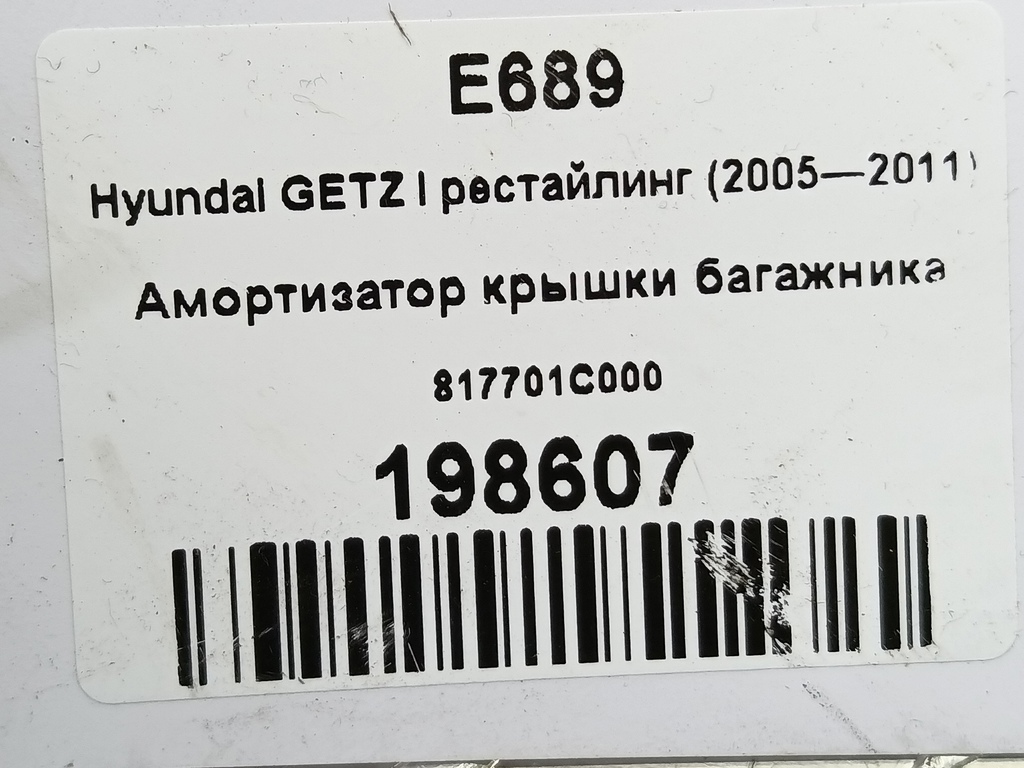 E689
Hyundai GETZ I рестайлинг (2005—2011)
Амортизатор крышки багажника
817701C000
198607